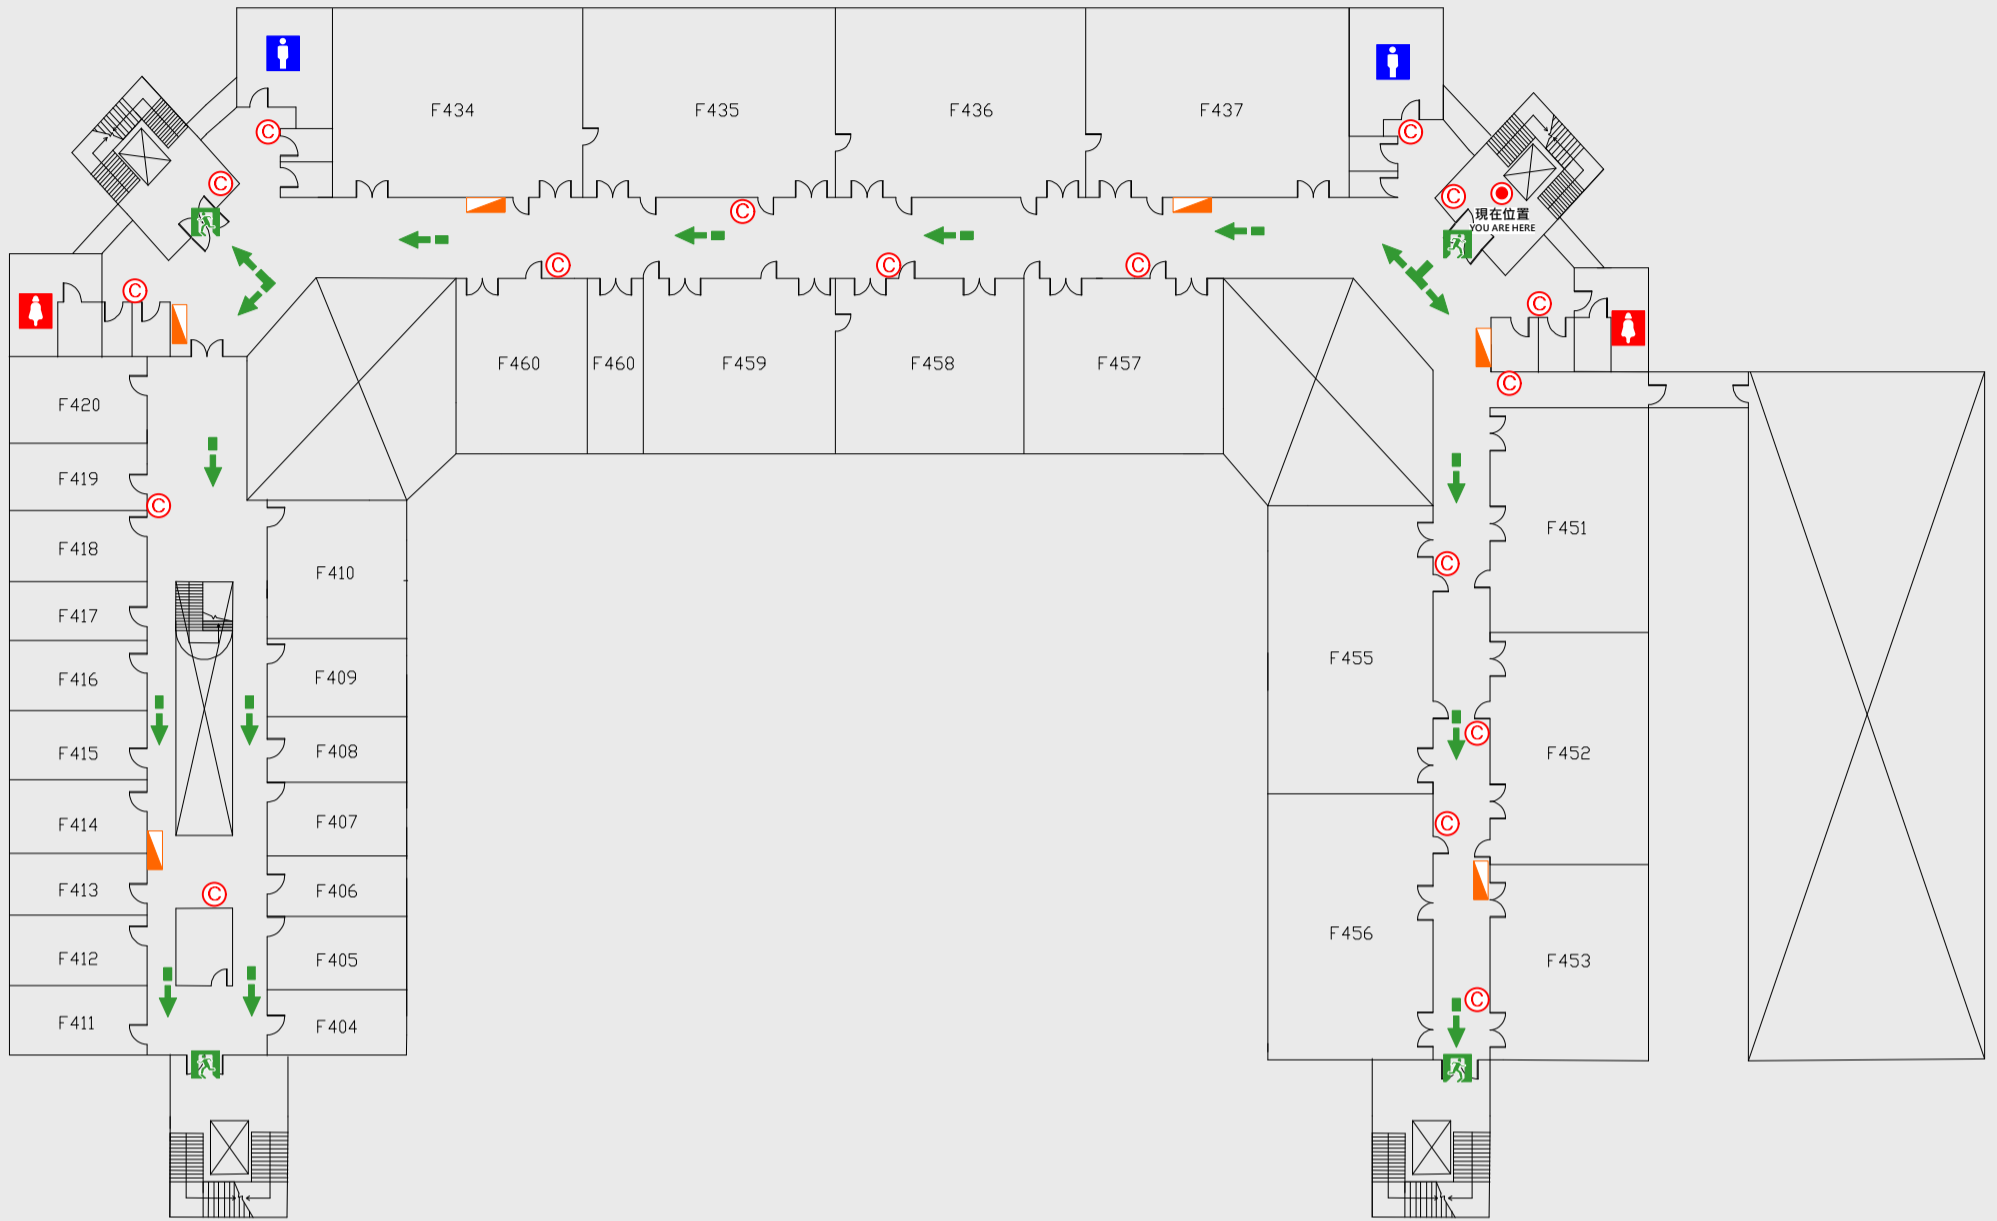 F434
F435
F436
F437
C
C
C
C
C
現在位置
YOU ARE HERE
C
C
C
C
C
C
F460
F460
F459
F458
F457
C
F420
F419
C
F418
F417
F416
F415
F414
F413
F412
F411
F410
F409
F408
F407
F406
F405
F404
C
F451
C
F455
F452
C
C
F456
F453
C